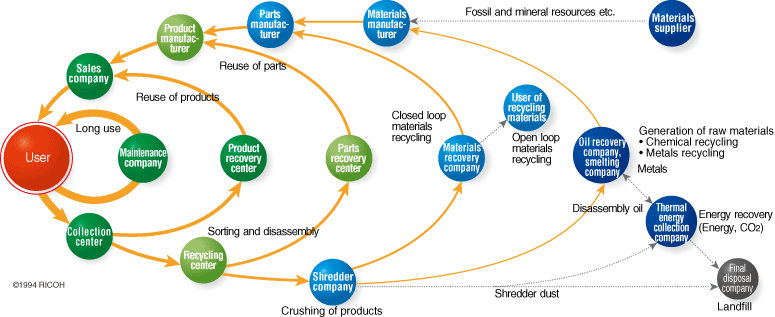 Parts
manufac-
turer
Materials
manufac-
turer
Fossil and mineral resources etc.
Materials
supplier
Product
manufac-
turer
Reuse of parts
Sales
company
Reuse of products
User of
recycling
materials
Closed loop
materials
recycling
Long use
User
Maintenance
company
Product
recovery
center
Parts
recovery
center
Materials
recovery
company
Open loop
materials
recycling
Oil recovery
company,
smelting
company
Generation of raw materials
• Chemical recycling
• Metals recycling
Metals
Disassembly oil
Thermal
energy
collection
company
Energy recovery
(Energy, CO2)
Collection
center
Sorting and disassembly
Recycling
center
Shredder
company
Crushing of products
Shredder dust
Final
disposal
company
Landfill
©1994 RICOH